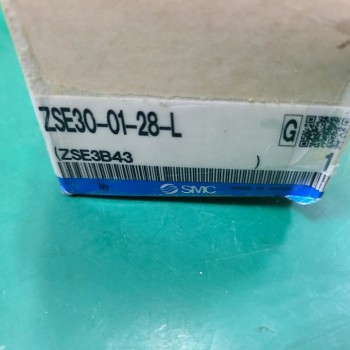 ZSE30-01-28-L
G
(ZSE3B43 ) 1
SMC